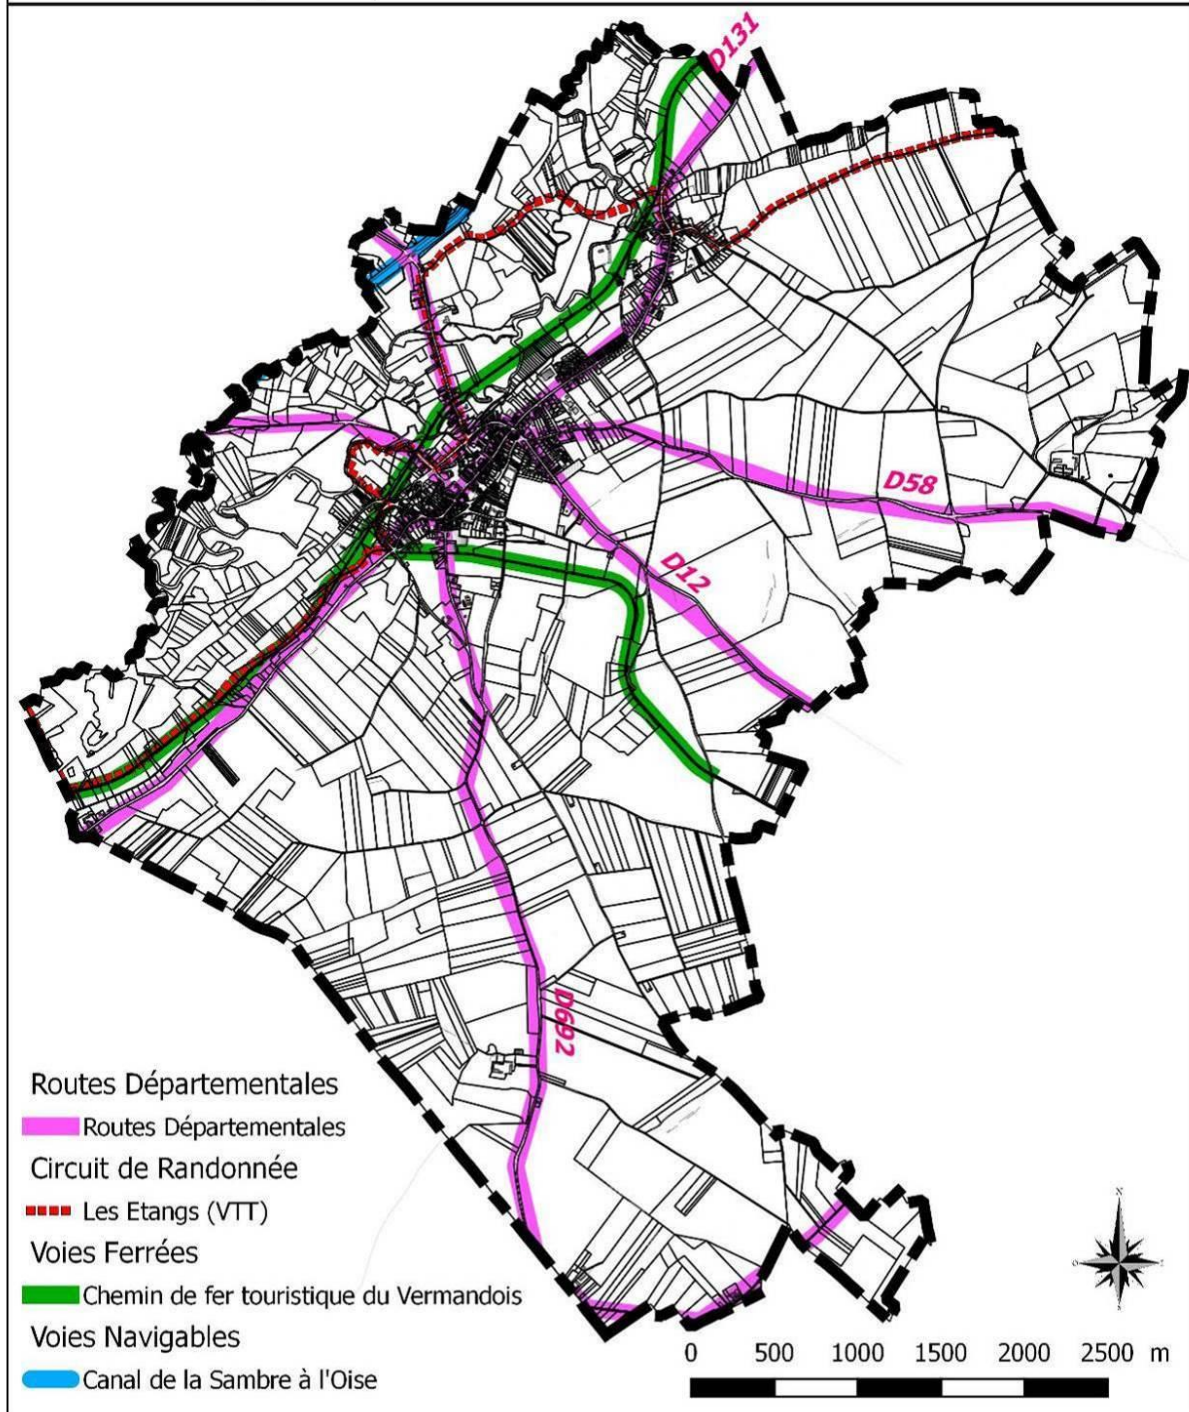 D131
D58
D12
D692
Routes Départementales
Routes Départementales
Circuit de Randonnée
Les Etangs (VTT)
Voies Ferrées
Chemin de fer touristique du Vermandois
Voies Navigables
Canal de la Sambre à l'Oise
N
O
E
S
0 500 1000 1500 2000 2500 m